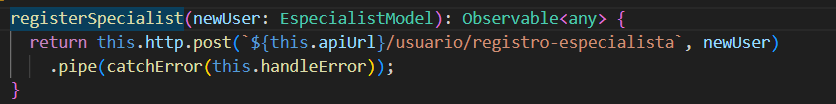 registerSpecialist(newUser: EspecialistModel): Observable<any> {
  return this.http.post(`${this.apiUrl}/usuario/registro-especialista`, newUser)
    .pipe(catchError(this.handleError));
}